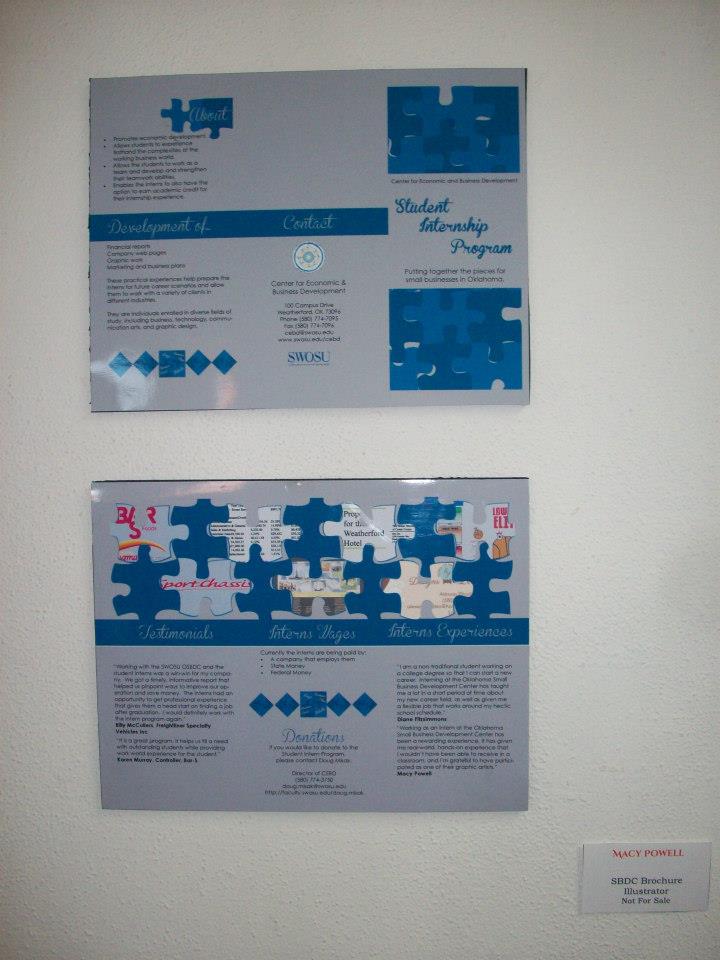 About
Promotes economic development.
Allows students to experience
firsthand the complexities of the
working business world.
Allows the students to work as a
team and develop and strengthen
their teamwork abilities.
Enables the interns to also have the
option to earn academic credit for
their internship experience.
Development of...
Financial reports
Company web pages
Graphic work
Marketing and business plans
These practical experiences help prepare the
interns for future career scenarios and allow
them to work with a variety of clients in
different industries.
They are individuals enrolled in diverse fields of
study, including business, technology, commu-
nication arts, and graphic design.
Contact
Center for Economic &
Business Development
100 Campus Drive
Weatherford, OK 73096
Phone (580) 774-7095
Fax (580) 774-7096
cebd@swosu.edu
www.swosu.edu/cebd
SWOSU
Center for Economic and Business Development
Student
Internship
Program
Putting together the pieces for
small businesses in Oklahoma.
BAR
S
Foods
Prop
for th
Weatherford
Hotel
LAW
ELI
port Chassis
Designs
Testimonials
"Working with the SWOSU OSBDC and the
student interns was a win-win for my compa-
ny. We got a timely, informative report that
helped us pinpoint ways to improve our op-
eration and save money. The interns had an
opportunity to get professional experience
that gives them a head start on finding a job
after graduation. I would definitely work with
the intern program again."
Billy McCullers, Freightliner Specialty
Vehicles Inc
"It is a great program. It helps us fill a need
with outstanding students while providing
work world experience for the student."
Karen Murray, Controller, Bar-S
Interns Wages
Currently the interns are being paid by:
A company that employs them
State Money
Federal Money
Donations
If you would like to donate to the
Student Intern Program,
please contact Doug Misak.
Director of CEBD
(580) 774-3750
doug.misak@swosu.edu
http://faculty.swosu.edu/doug.misak
Interns Experiences
"I am a non-traditional student working on
a college degree so that I can start a new
career. Interning at the Oklahoma Small
Business Development Center has taught
me a lot in a short period of time about
my new career field, as well as given me
a flexible job that works around my hectic
school schedule."
Diane Fitzsimmons
"Working as an intern at the Oklahoma
Small Business Development Center has
been a rewarding experience. It has given
me real-world, hands-on experience that
I wouldn't have been able to receive in a
classroom, and I'm grateful to have partici-
pated as one of their graphic artists."
Macy Powell
MACY POWELL
SBDC Brochure
Illustrator
Not For Sale